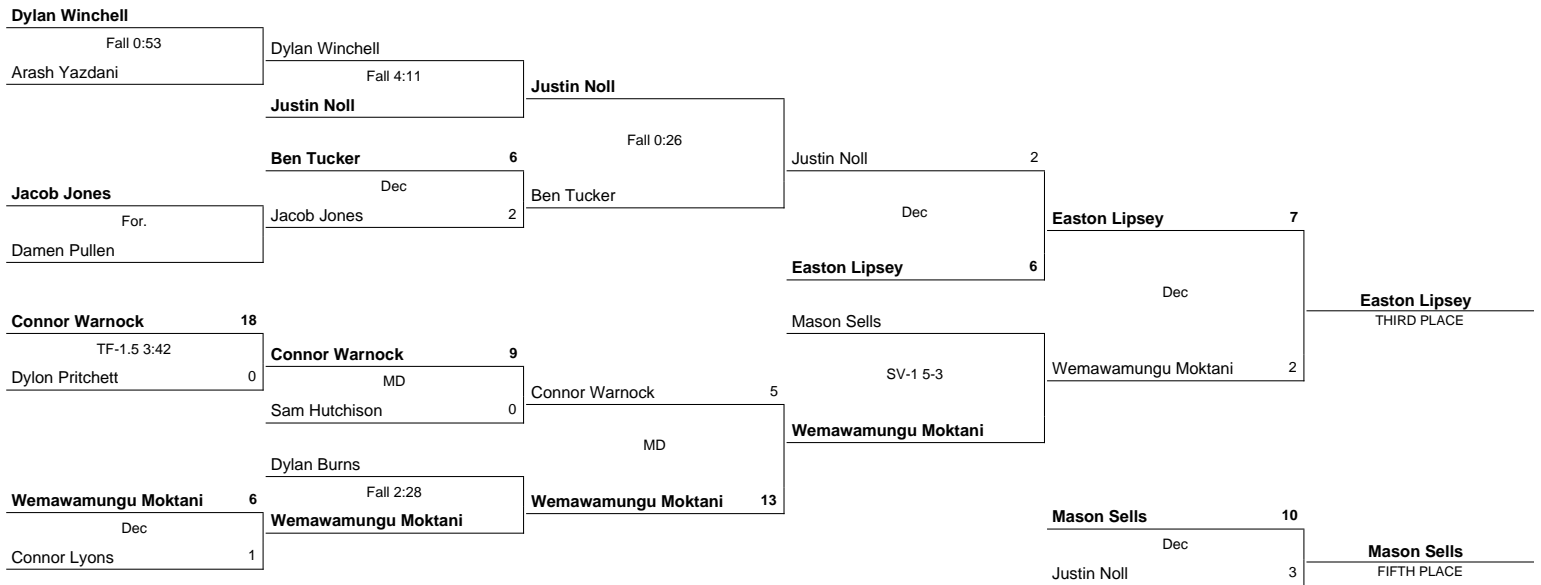 Dylan Winchell
Fall 0:53
Arash Yazdani
Jacob Jones
For.
Damen Pullen
Connor Warnock 18
TF-1.5 3:42
Dylon Pritchett 0
Wemawamungu Moktani 6
Dec
Connor Lyons 1
Dylan Winchell
Fall 4:11
Justin Noll
Ben Tucker 6
Dec
Jacob Jones 2
Connor Warnock 9
MD
Sam Hutchison 0
Dylan Burns
Fall 2:28
Wemawamungu Moktani
Justin Noll
Fall 0:26
Ben Tucker
Connor Warnock 5
MD
Wemawamungu Moktani 13
Justin Noll 2
Dec
Easton Lipsey 6
Mason Sells
SV-1 5-3
Wemawamungu Moktani
Easton Lipsey 7
Dec
Wemawamungu Moktani 2
Easton Lipsey
THIRD PLACE
Mason Sells 10
Dec
Justin Noll 3
Mason Sells
FIFTH PLACE